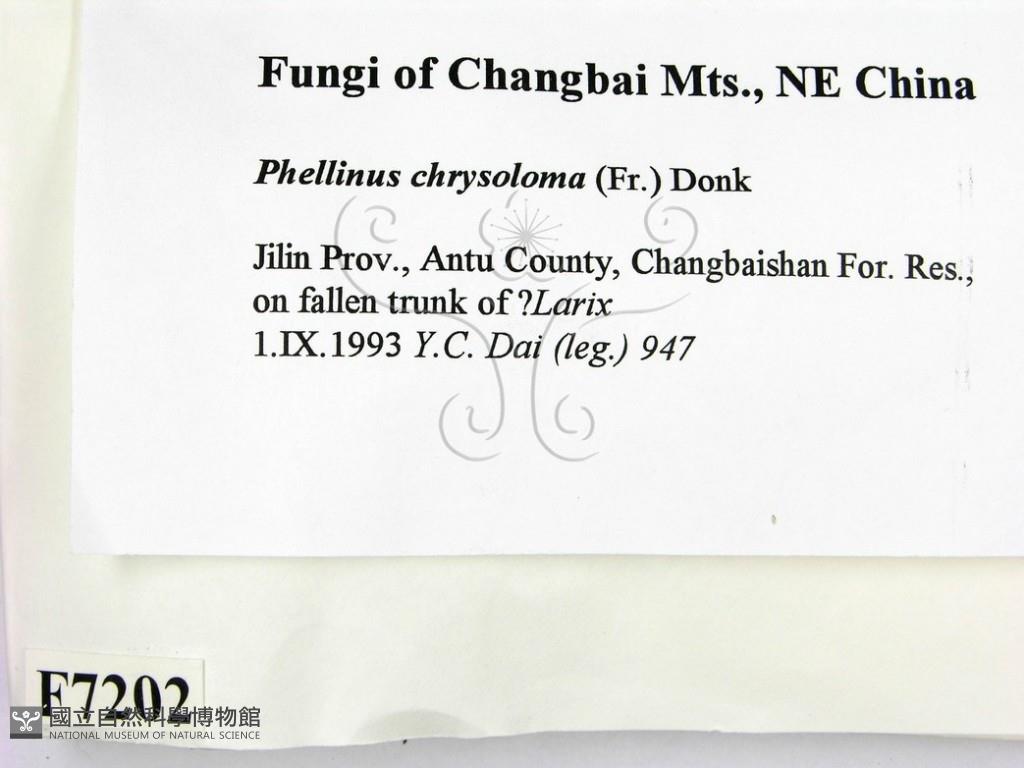 Fungi of Changbai Mts., NE China
Phellinus chrysoloma (Fr.) Donk
Jilin Prov., Antu County, Changbaishan For. Res.,
on fallen trunk of ?Larix
1.IX.1993 Y.C. Dai (leg.) 947
F7202
國立自然科學博物館
NATIONAL MUSEUM OF NATURAL SCIENCE